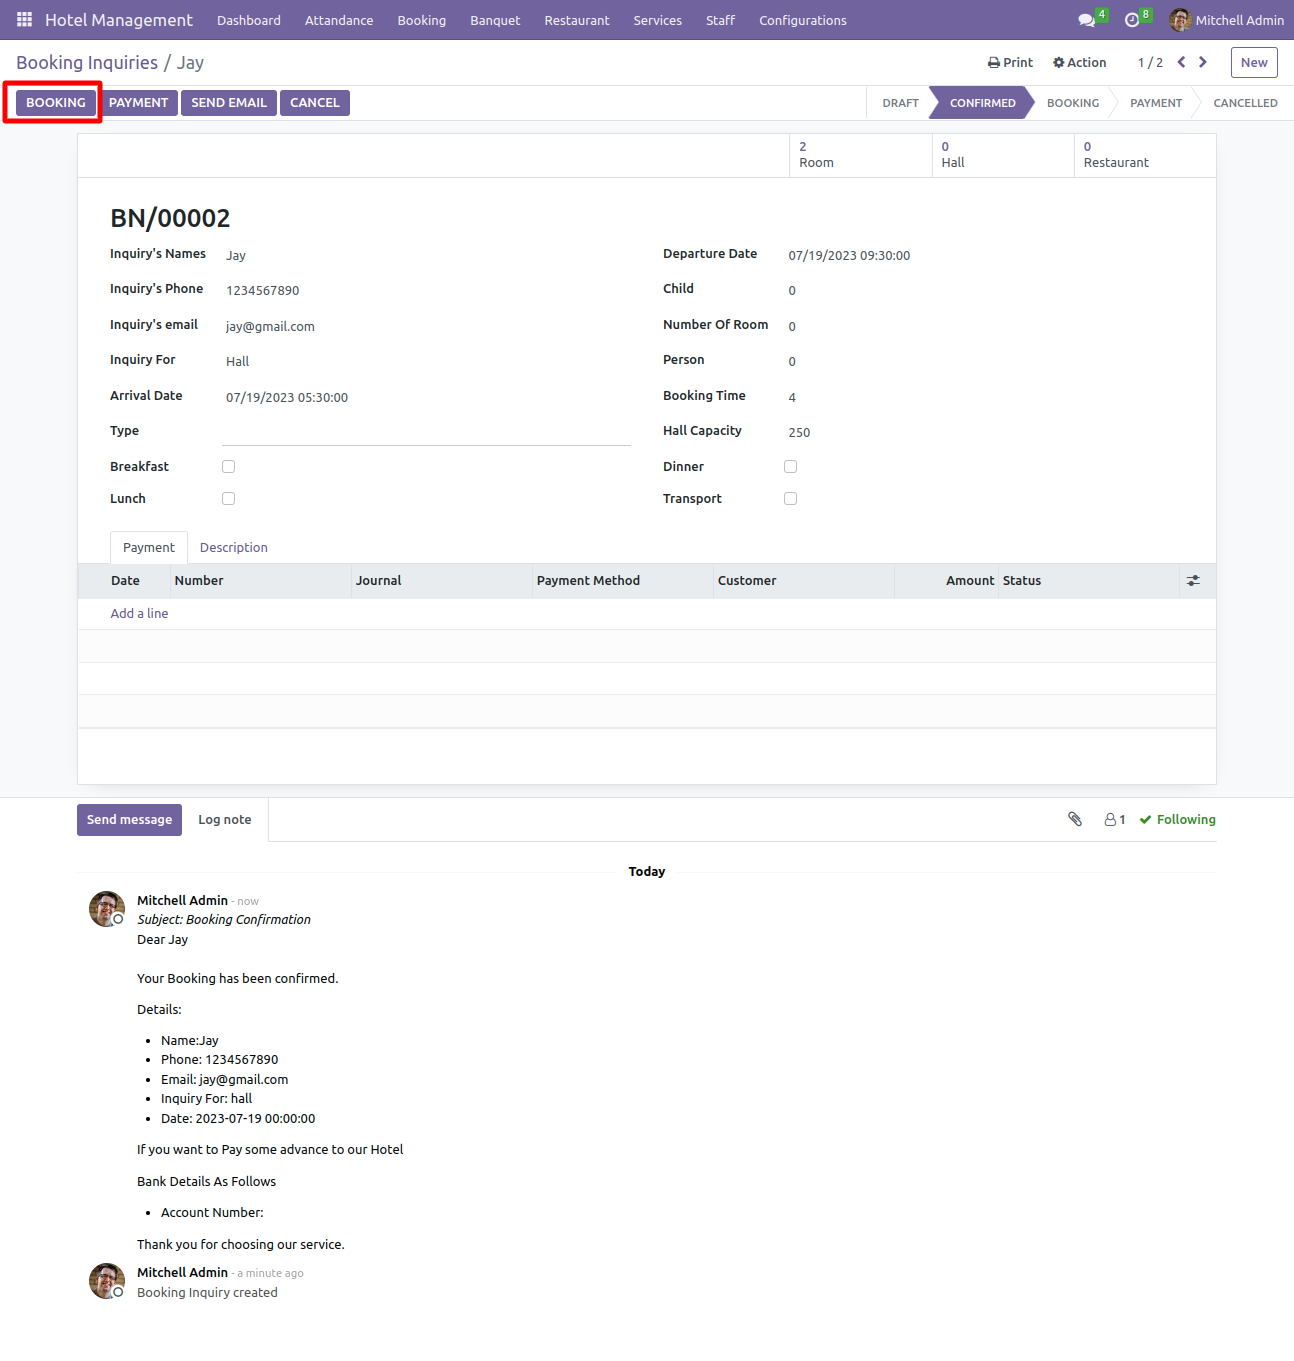 Hotel Management Dashboard Attendance Booking Banquet Restaurant Services Staff Configurations 4 8 Mitchell Admin
Booking Inquiries / Jay Print Action 1 / 2 New
BOOKING PAYMENT SEND EMAIL CANCEL DRAFT CONFIRMED BOOKING PAYMENT CANCELLED
2 0 0
Room Hall Restaurant
BN/00002
Inquiry's Names Jay Departure Date 07/19/2023 09:30:00
Inquiry's Phone 1234567890 Child 0
Inquiry's email jay@gmail.com Number Of Room 0
Inquiry For Hall Person 0
Arrival Date 07/19/2023 05:30:00 Booking Time 4
Type Hall Capacity 250
Breakfast Dinner
Lunch Transport
Payment Description
Date Number Journal Payment Method Customer Amount Status
Add a line
Send message Log note 1 Following
Today
Mitchell Admin - now
Subject: Booking Confirmation
Dear Jay
Your Booking has been confirmed.
Details:
• Name:Jay
• Phone: 1234567890
• Email: jay@gmail.com
• Inquiry For: hall
• Date: 2023-07-19 00:00:00
If you want to Pay some advance to our Hotel
Bank Details As Follows
• Account Number:
Thank you for choosing our service.
Mitchell Admin - a minute ago
Booking Inquiry created